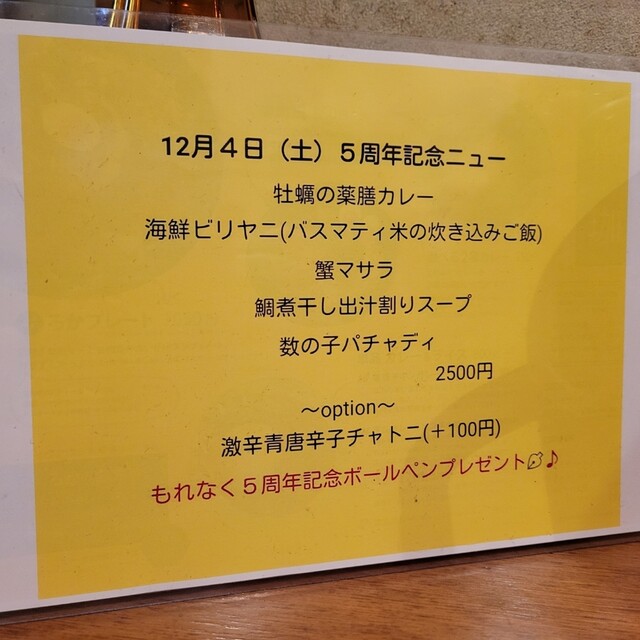 12月4日（土）５周年記念ニュー
牡蠣の薬膳カレー
海鮮ビリヤニ(バスマティ米の炊き込みご飯)
蟹マサラ
鯛煮干し出汁割りスープ
数の子パチャディ
2500円
～option～
激辛青唐辛子チャトニ(＋100円)
もれなく５周年記念ボールペンプレゼント♪